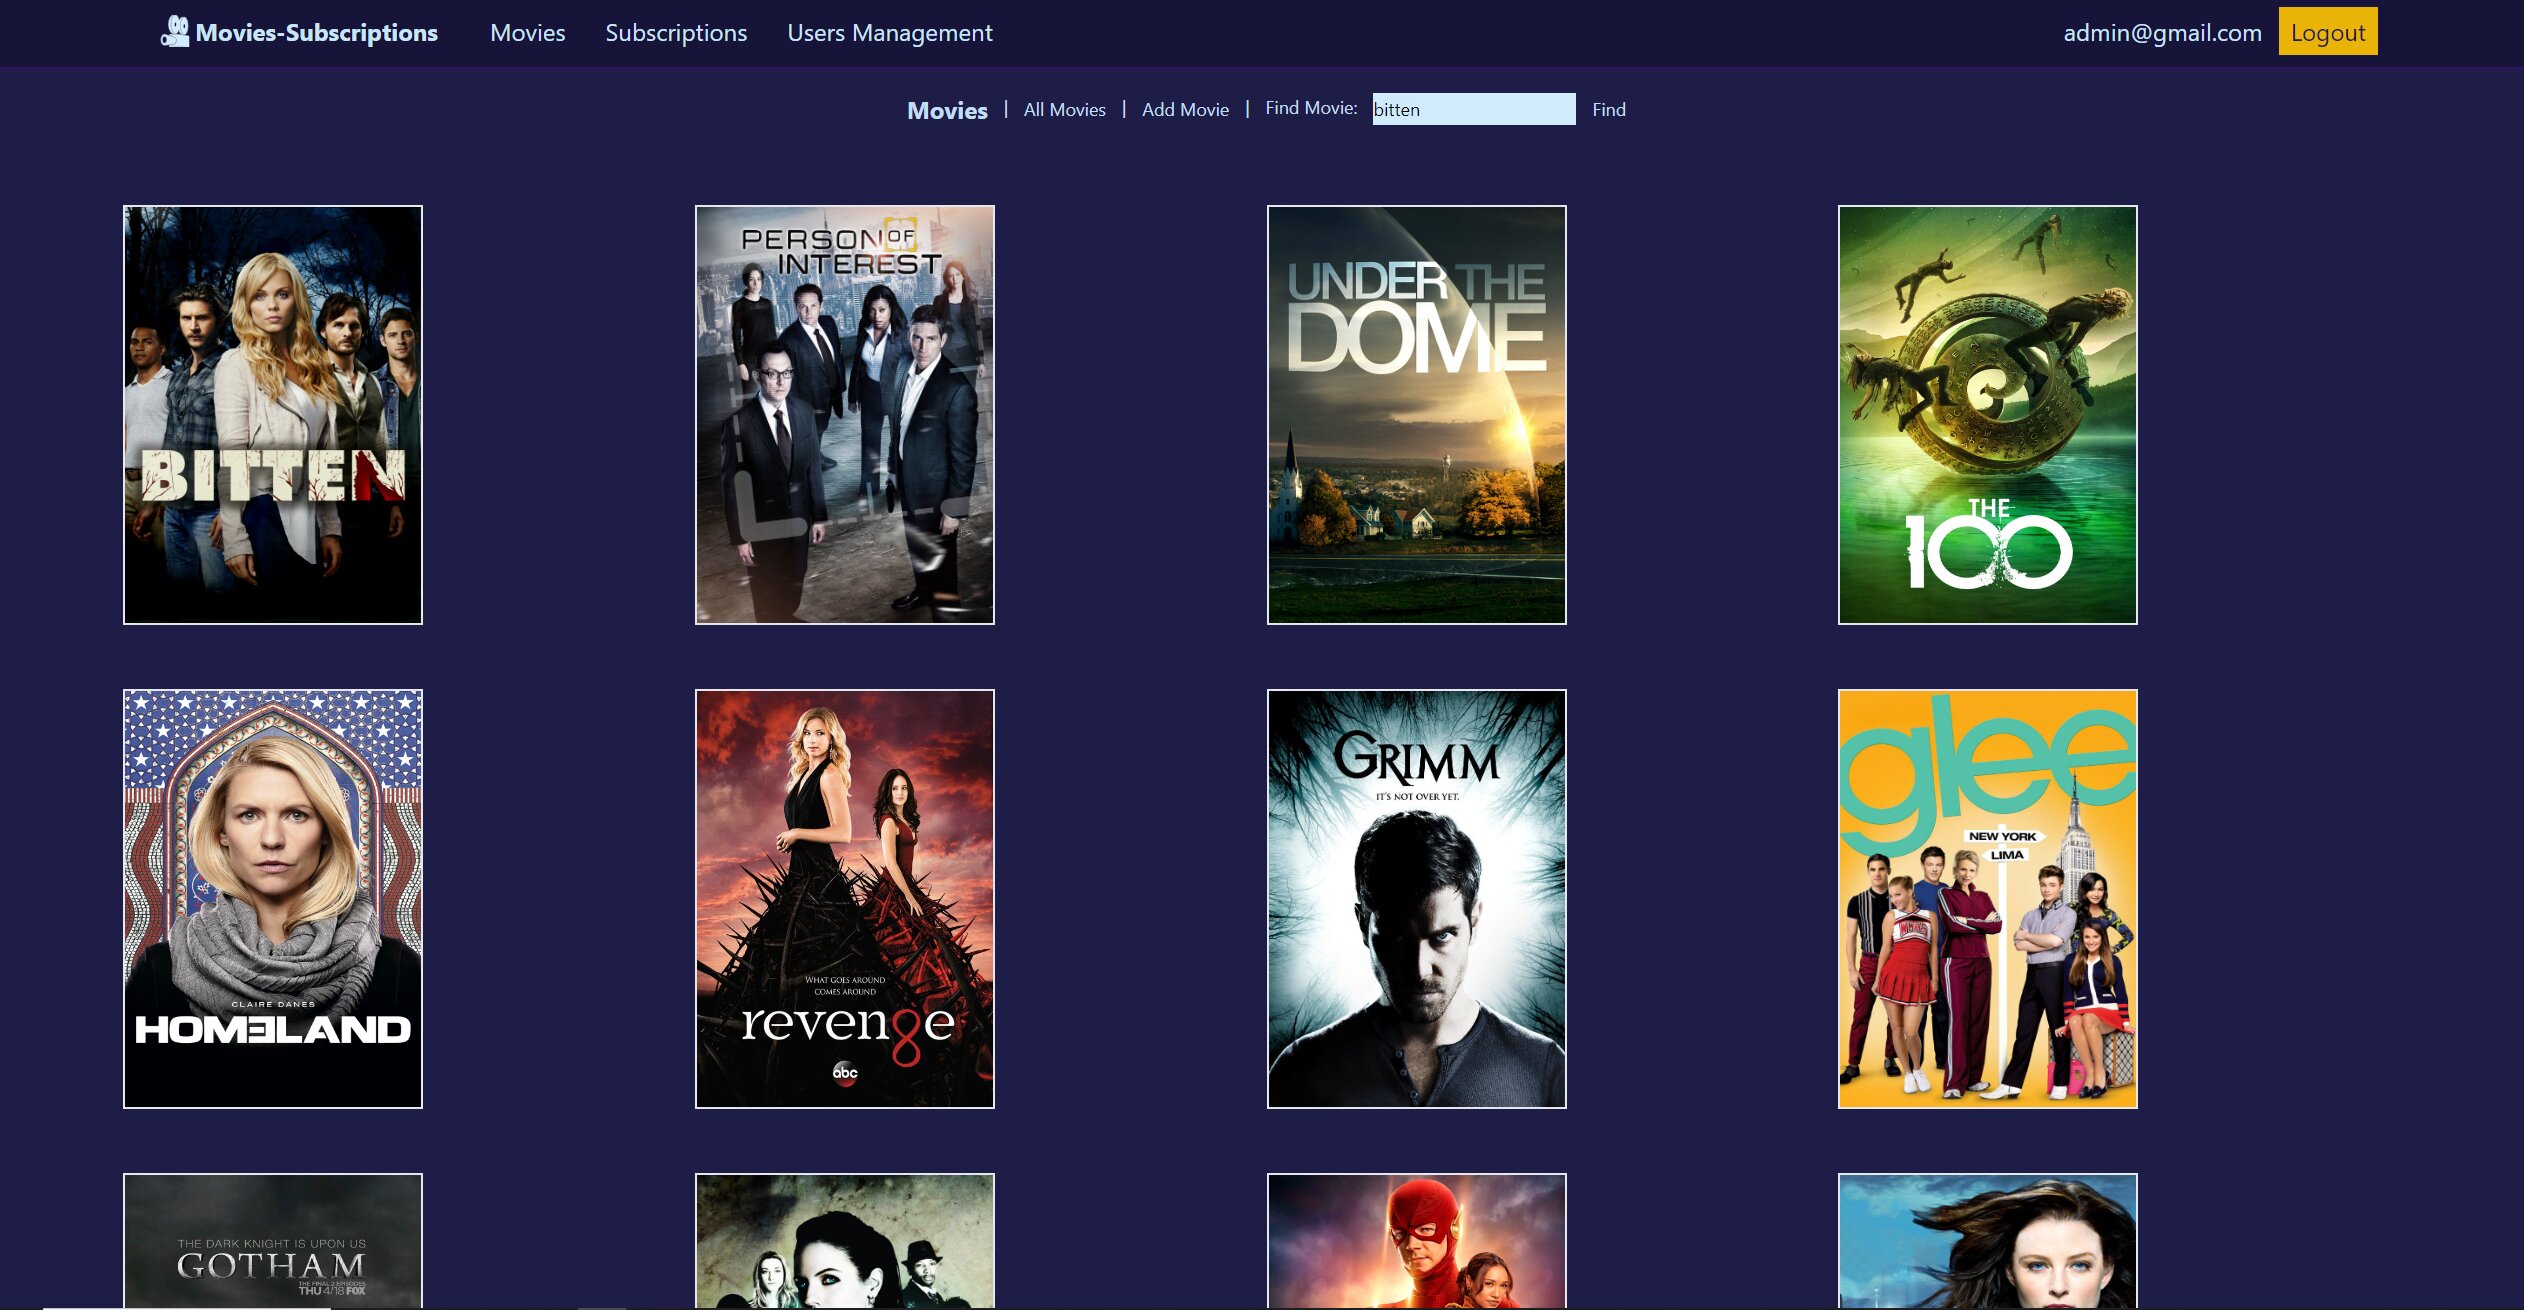 Movies-Subscriptions Movies Subscriptions Users Management admin@gmail.com Logout
Movies | All Movies | Add Movie | Find Movie: bitten Find
BITTEN
PERSON OF
INTEREST
UNDER THE
DOME
THE
100
CLAIRE DANES
HOMELAND
WHAT GOES AROUND
COMES AROUND
revenge
abc
GRIMM
IT'S NOT OVER YET.
glee
NEW YORK
LIMA
THE DARK KNIGHT IS UPON US
GOTHAM
THE FINAL 2 EPISODES
THU 4/18 FOX